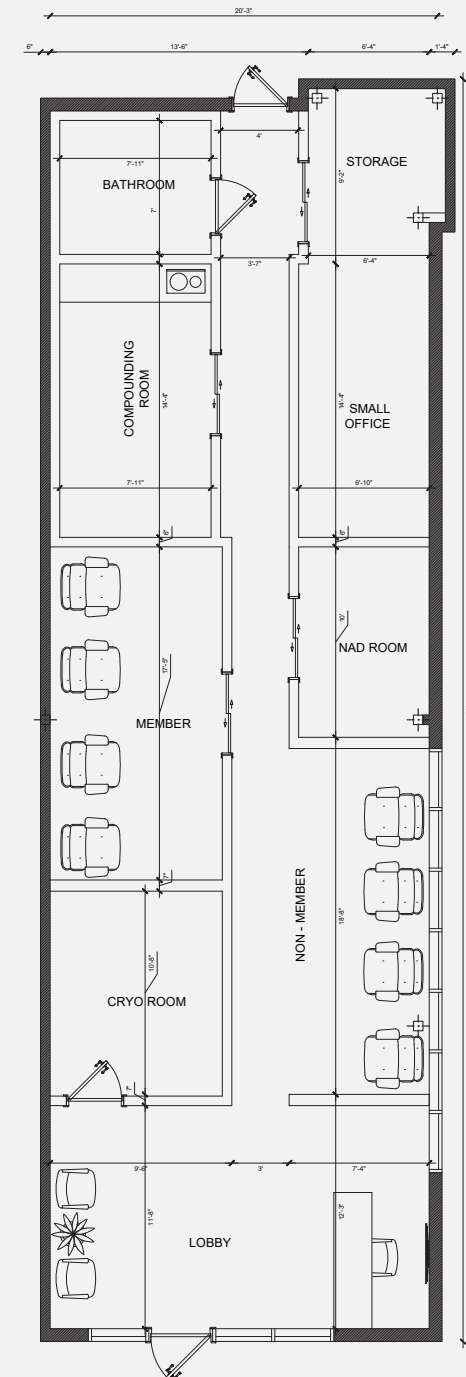 20'-3"
6"
13'-6"
6'-4"
1'-4"
4'
STORAGE
7'-11"
BATHROOM
7'
9'-2"
3'-7"
6'-4"
COMPOUNDING
ROOM
14'-4"
14'-4"
SMALL
OFFICE
7'-11"
6'-10"
6"
6"
10'
NAD ROOM
17'-5"
MEMBER
7"
NON - MEMBER
18'-8"
10'-8"
CRYO ROOM
7"
9'-6"
3'
7'-4"
11'-8"
12'-3"
LOBBY